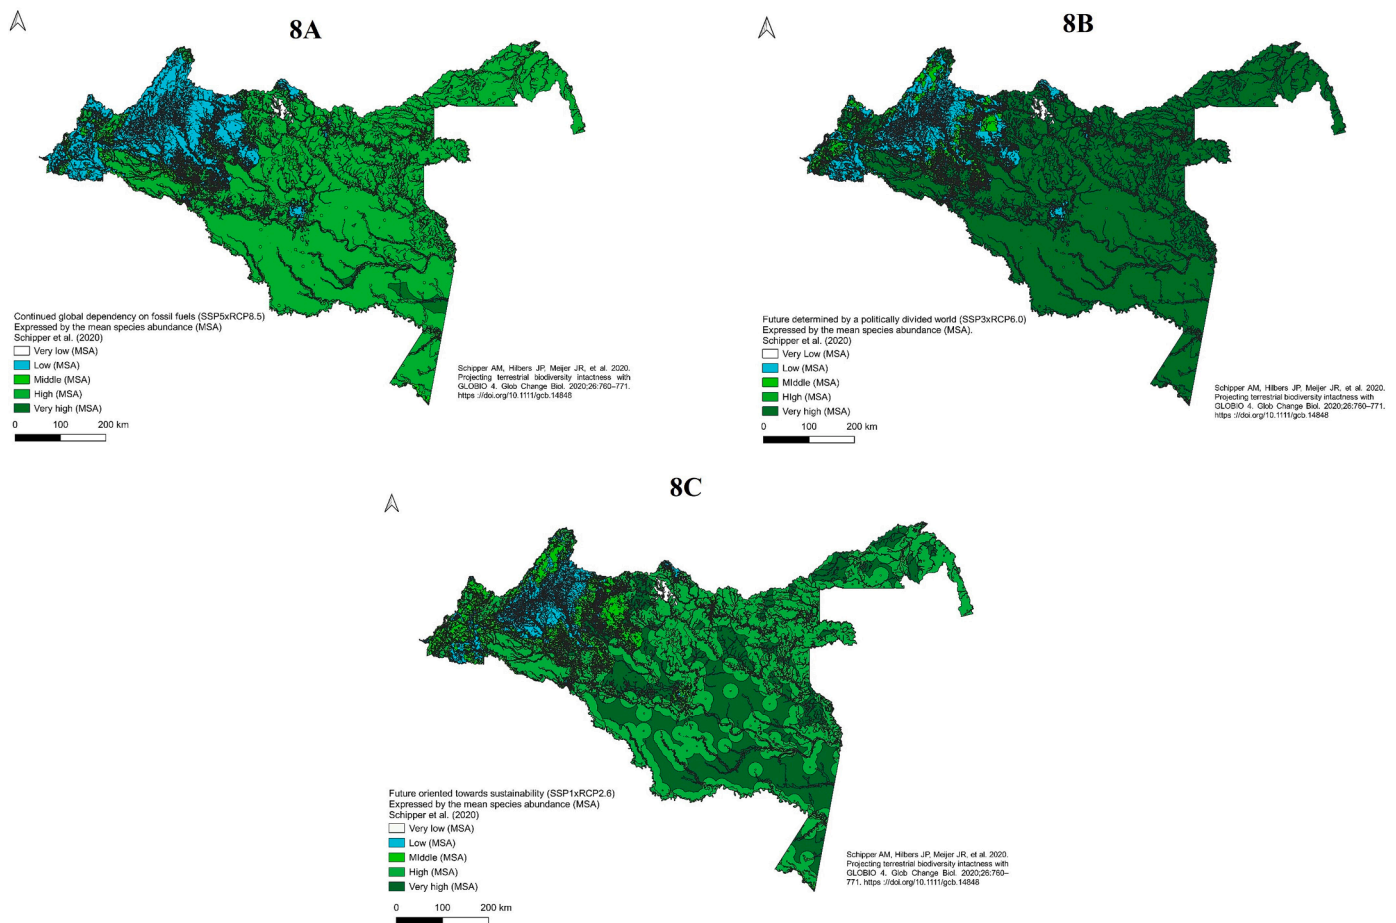 8A
Continued global dependency on fossil fuels (SSP5xRCP8.5)
Expressed by the mean species abundance (MSA)
Schipper et al. (2020)
Very low (MSA)
Low (MSA)
Middle (MSA)
High (MSA)
Very high (MSA)
0 100 200 km
Schipper AM, Hilbers JP, Meijer JR, et al. 2020.
Projecting terrestrial biodiversity intactness with
GLOBIO 4. Glob Change Biol. 2020;26:760–771.
https ://doi.org/10.1111/gcb.14848
8B
Future determined by a politically divided world (SSP3xRCP6.0)
Expressed by the mean species abundance (MSA).
Schipper et al. (2020)
Very Low (MSA)
Low (MSA)
MIddle (MSA)
HIgh (MSA)
Very high (MSA)
0 100 200 km
Schipper AM, Hilbers JP, Meijer JR, et al. 2020.
Projecting terrestrial biodiversity intactness with
GLOBIO 4. Glob Change Biol. 2020;26:760–771.
https ://doi.org/10.1111/gcb.14848
8C
Future oriented towards sustainability (SSP1xRCP2.6)
Expressed by the mean species abundance (MSA)
Schipper et al. (2020)
Very low (MSA)
Low (MSA)
MIddle (MSA)
High (MSA)
Very high (MSA)
0 100 200 km
Schipper AM, Hilbers JP, Meijer JR, et al. 2020.
Projecting terrestrial biodiversity intactness with
GLOBIO 4. Glob Change Biol. 2020;26:760–
771. https ://doi.org/10.1111/gcb.14848